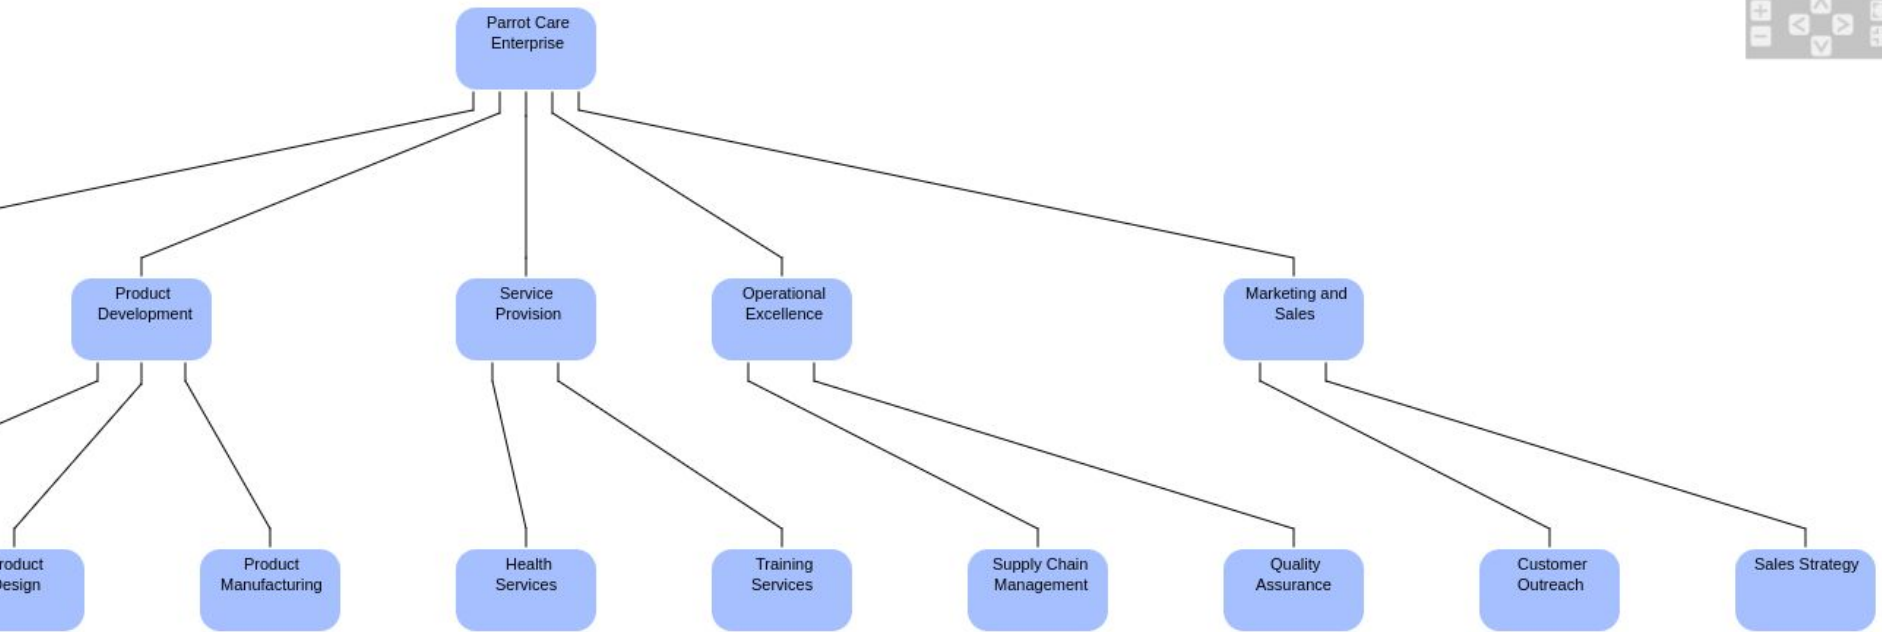 Parrot Care
Enterprise
Product
Development
Service
Provision
Operational
Excellence
Marketing and
Sales
Product
Manufacturing
Health
Services
Training
Services
Supply Chain
Management
Quality
Assurance
Customer
Outreach
Sales Strategy